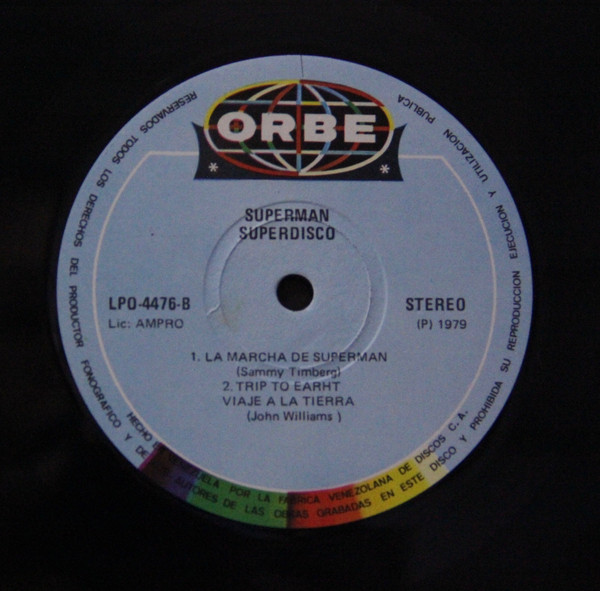 ORBE
* *
SUPERMAN
SUPERDISCO
LPO-4476-B
Lic: AMPRO
STEREO
(P) 1979
1. LA MARCHA DE SUPERMAN
(Sammy Timberg)
2. TRIP TO EARHT
VIAJE A LA TIERRA
(John Williams )
HECHO POR LA FABRICA VENEZOLANA DE DISCOS C. A.
RESERVADOS TODOS LOS DERECHOS DEL PRODUCTOR FONOGRAFICO Y DE AUTORES DE LAS OBRAS GRABADAS EN ESTE DISCO Y PROHIBIDA SU REPRODUCCION EJECUCION Y UTILIZACION PUBLICA